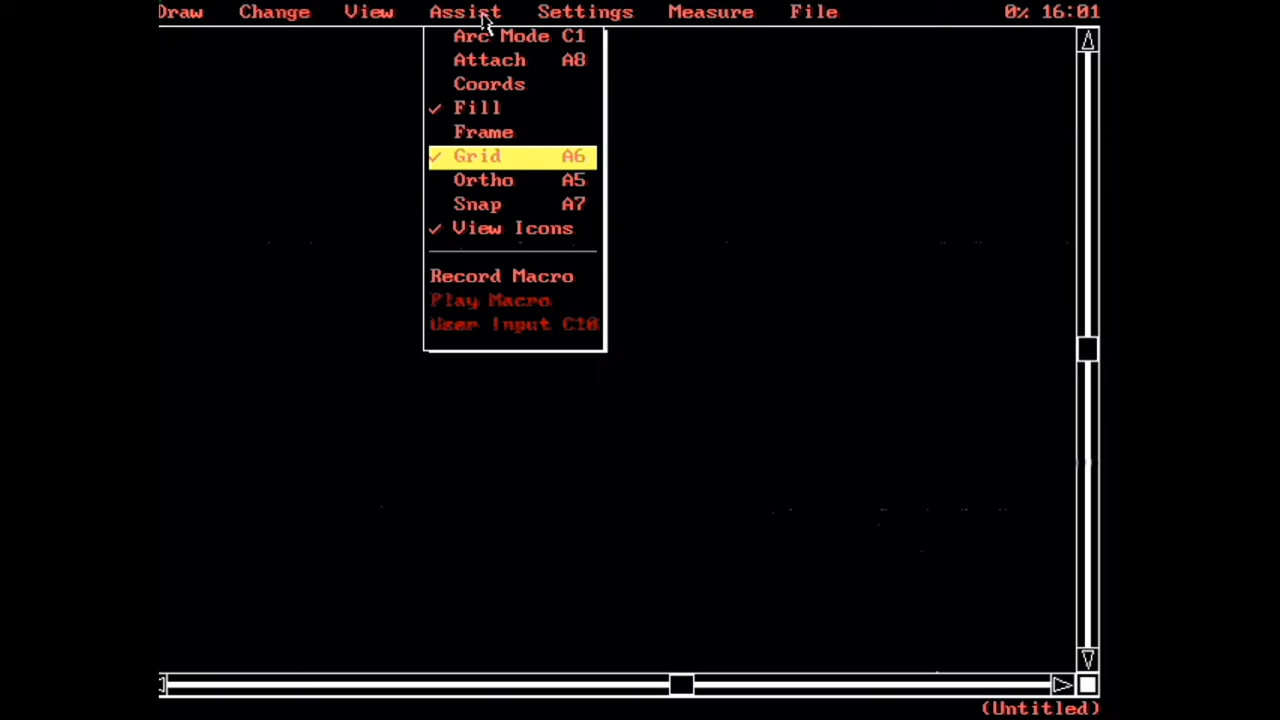 Draw Change View Assist Settings Measure File 0% 16:01
Arc Mode C1
Attach A8
Coords
✓ Fill
Frame
✓ Grid A6
Ortho A5
Snap A7
✓ View Icons
Record Macro
Play Macro
User Input C10
(Untitled)